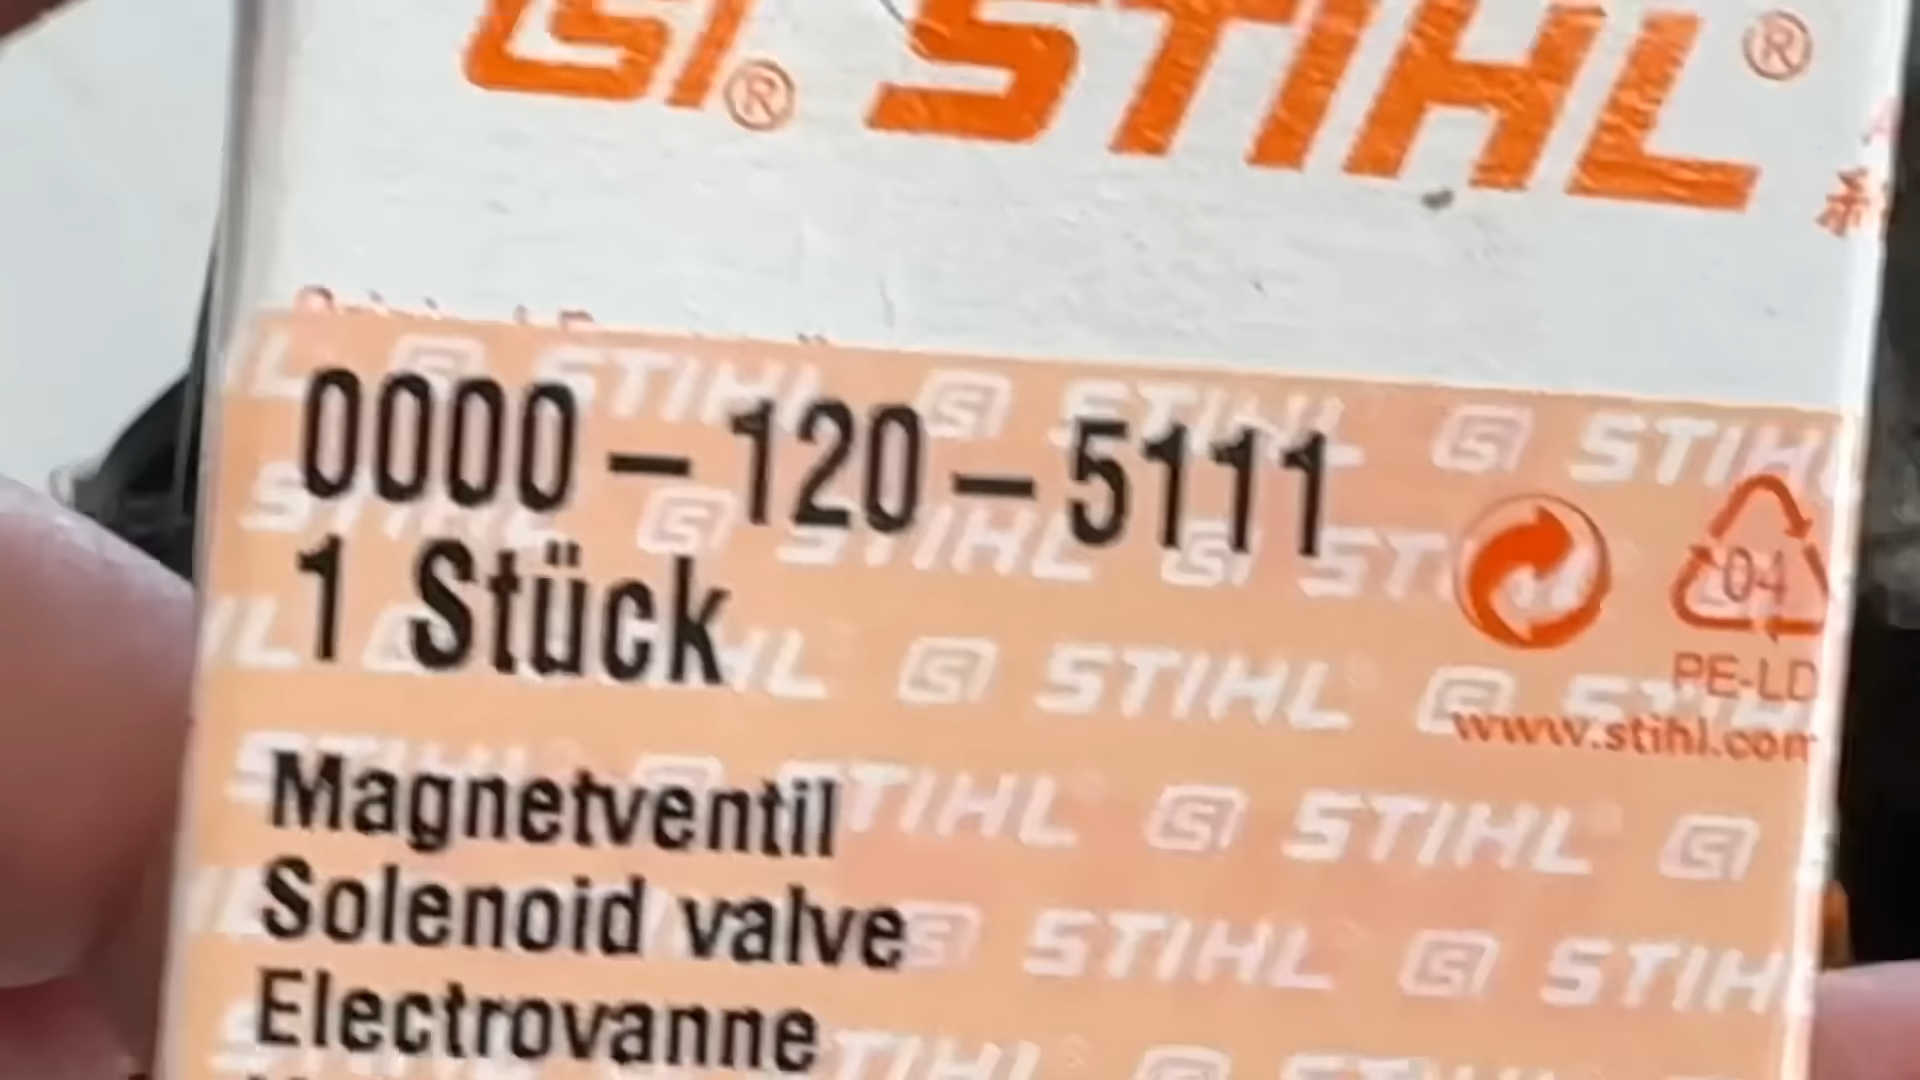 STIHL®
0000-120-5111
1 Stück
04
PE-LD
www.stihl.com
Magnetventil
Solenoid valve
Electrovanne